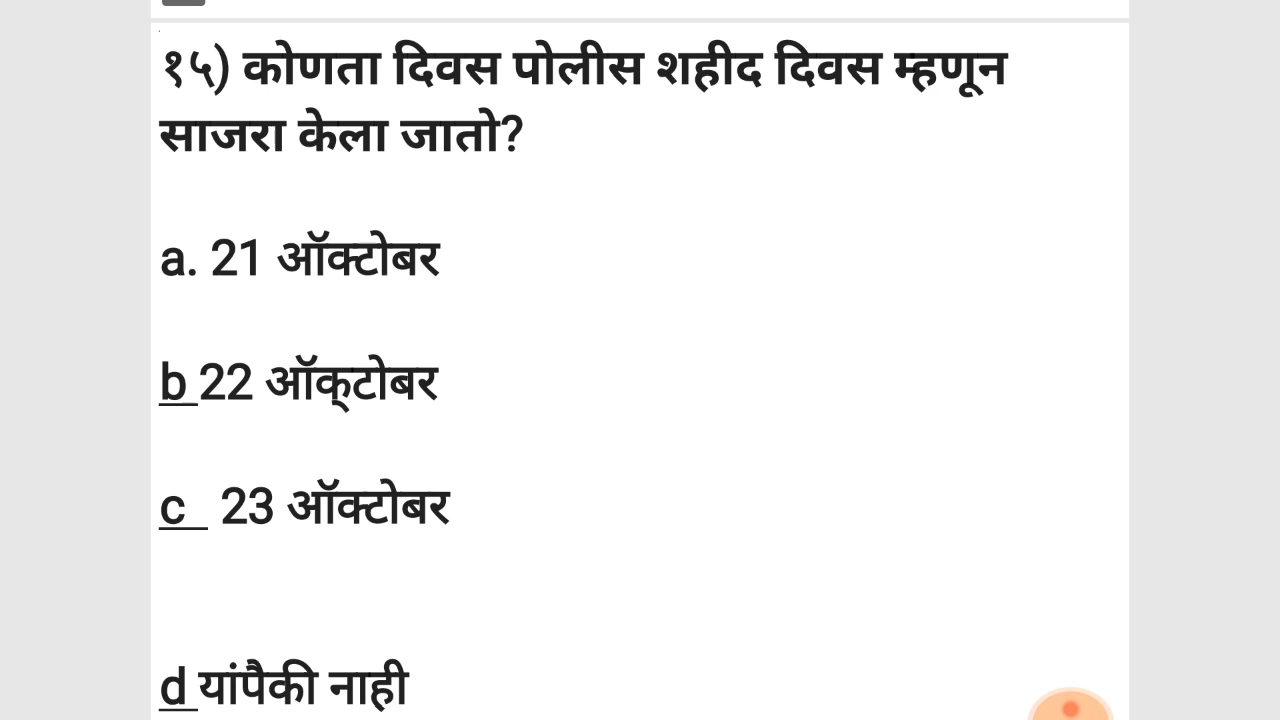 १५) कोणता दिवस पोलीस शहीद दिवस म्हणून
साजरा केला जातो?
a. 21 ऑक्टोबर
b 22 ऑक्‌टोबर
c 23 ऑक्टोबर
d यांपैकी नाही